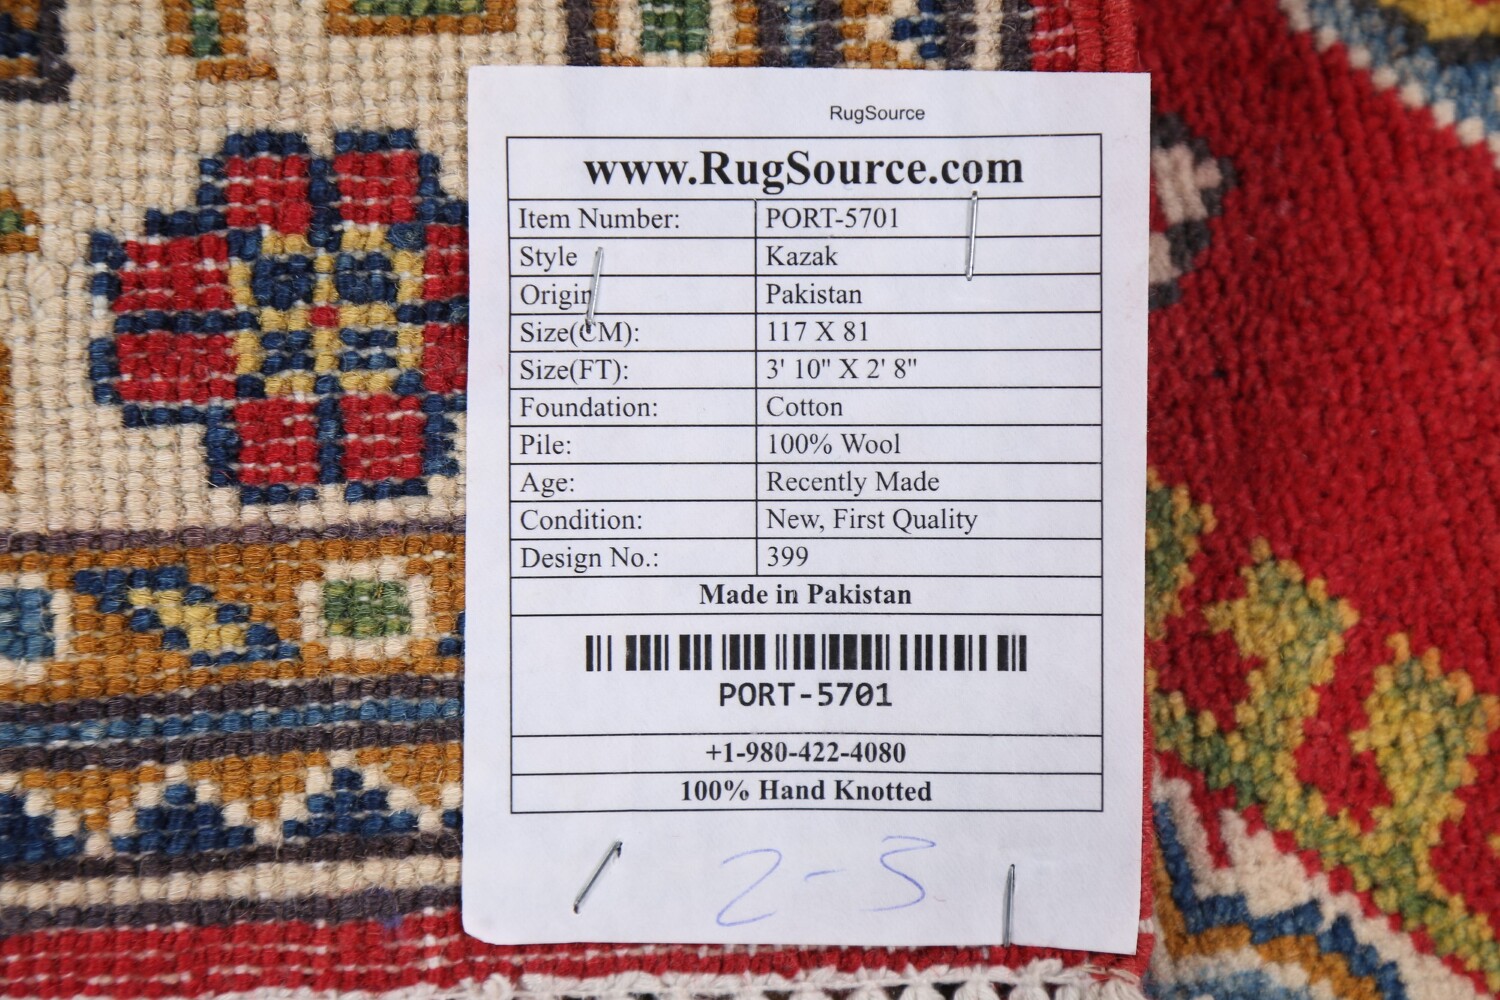 RugSource
www.RugSource.com
Item Number: PORT-5701
Style Kazak
Origin Pakistan
Size(CM): 117 X 81
Size(FT): 3' 10" X 2' 8"
Foundation: Cotton
Pile: 100% Wool
Age: Recently Made
Condition: New, First Quality
Design No.: 399
Made in Pakistan
PORT-5701
+1-980-422-4080
100% Hand Knotted
2-3